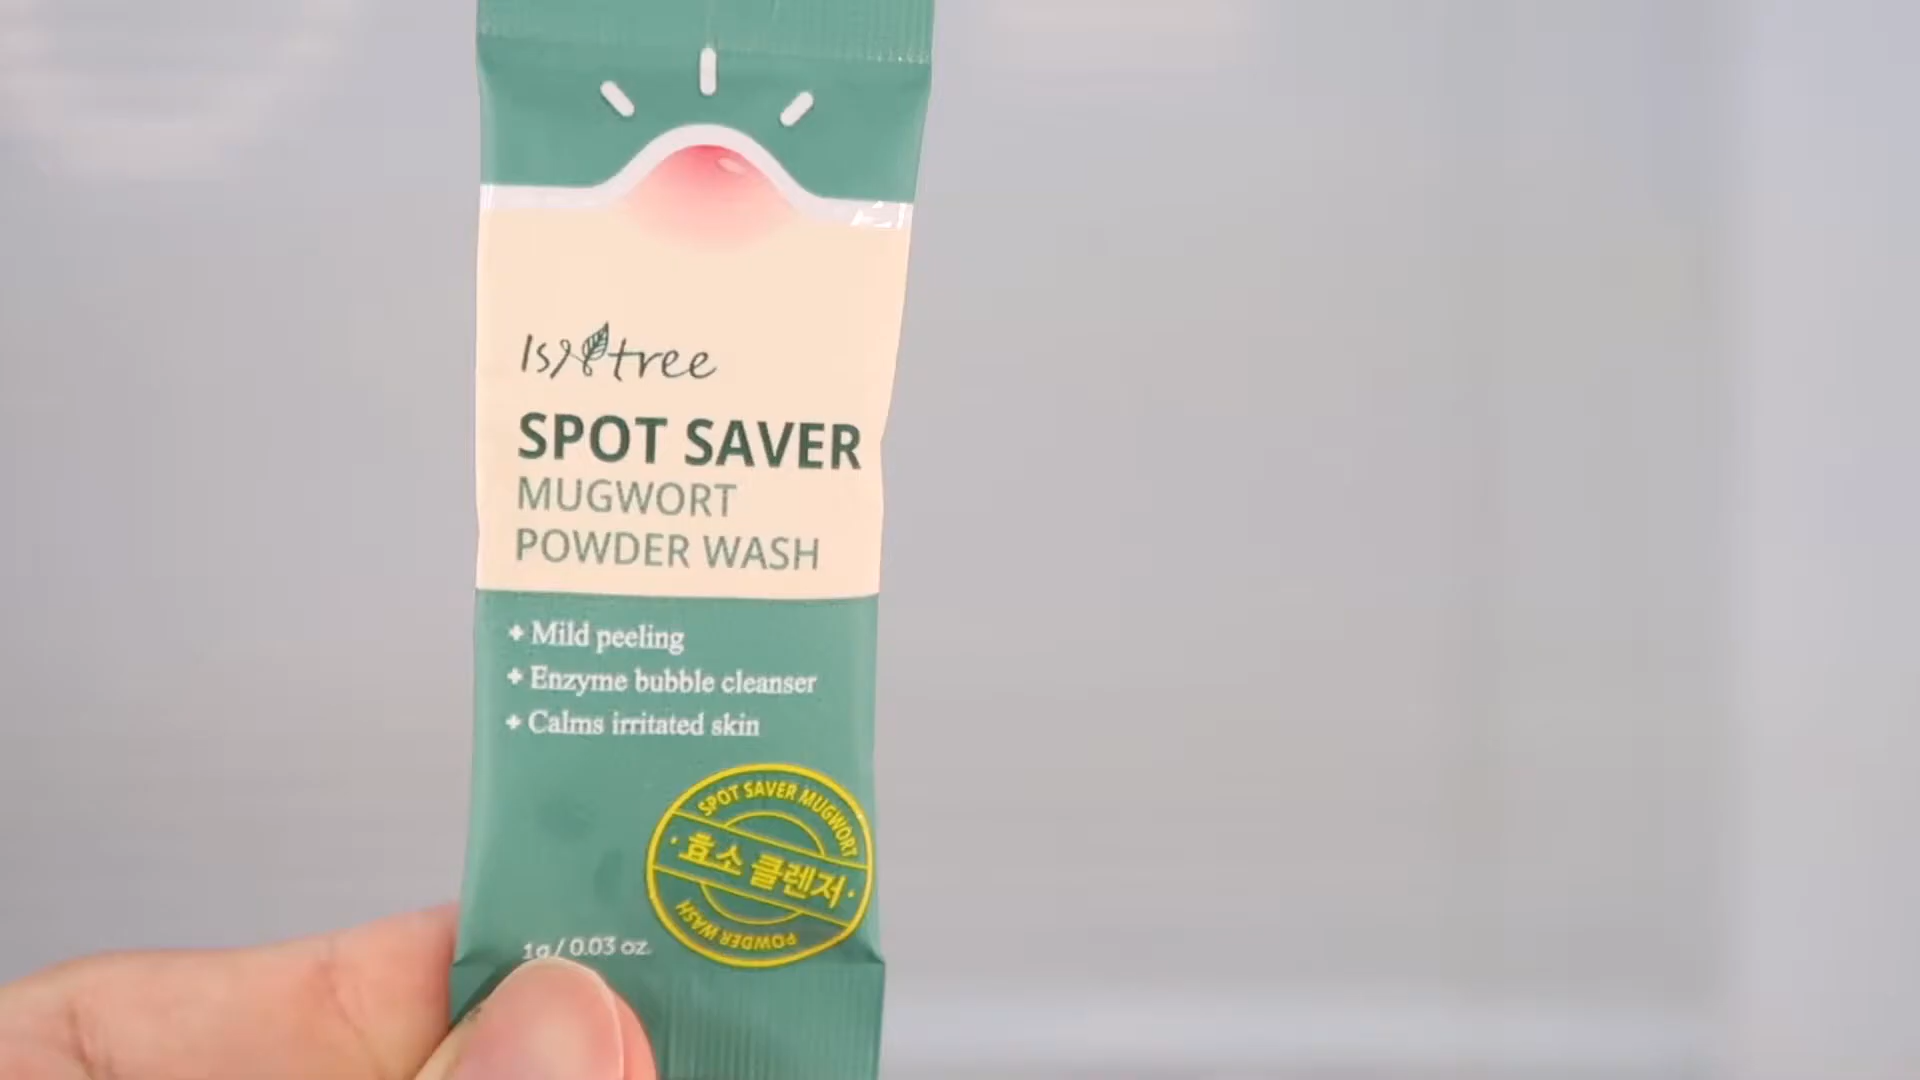 Isntree
SPOT SAVER
MUGWORT
POWDER WASH
+ Mild peeling
+ Enzyme bubble cleanser
+ Calms irritated skin
SPOT SAVER MUGWORT
· 효소 클렌저 ·
POWDER WASH
1g / 0.03 oz.